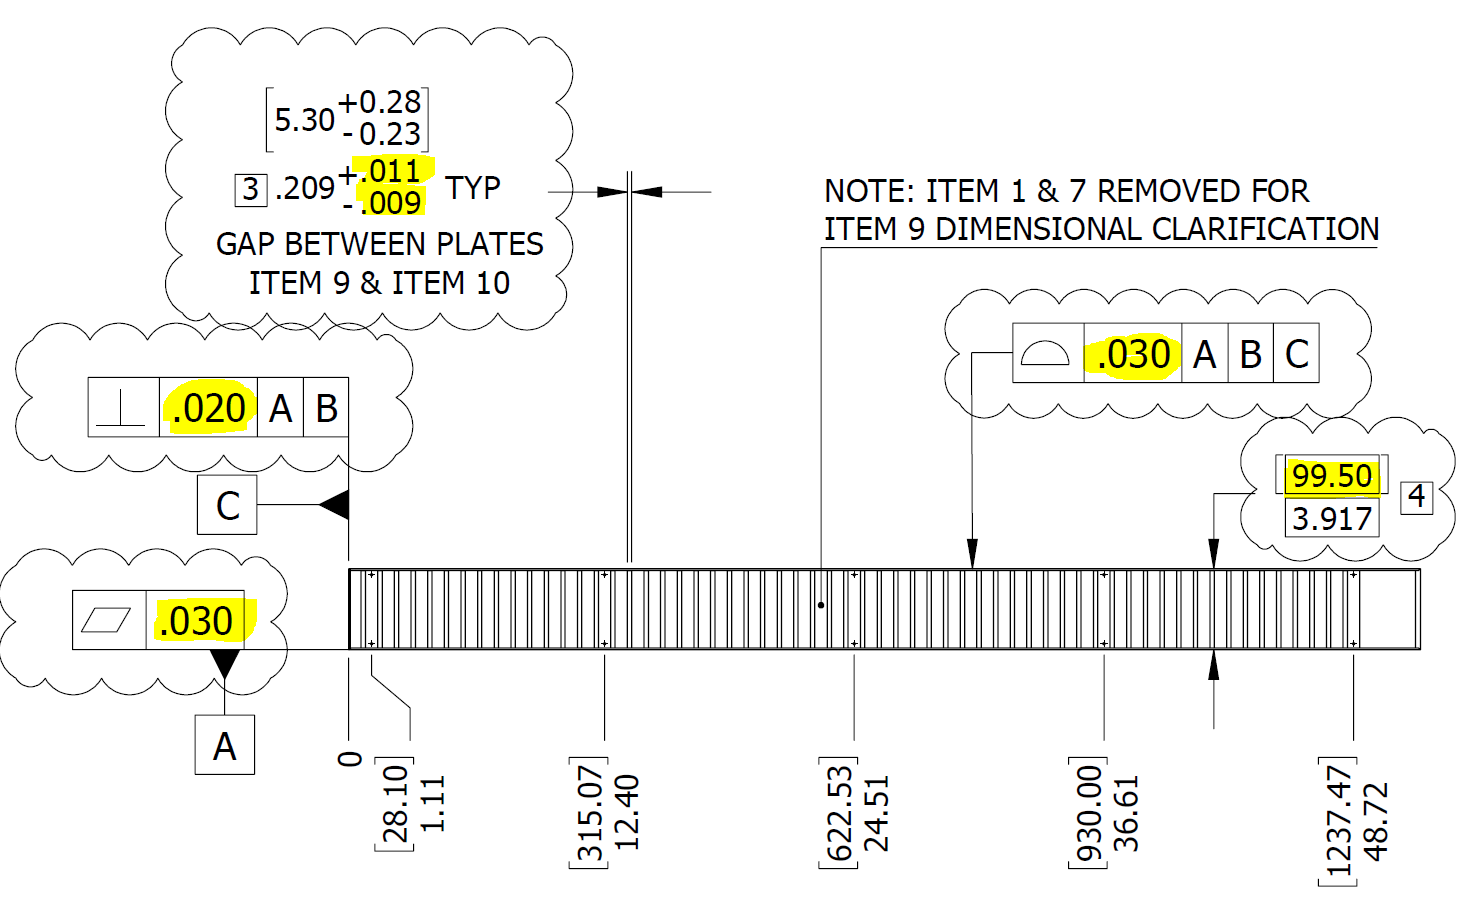 [5.30 +0.28
- 0.23]
3 .209 +.011 TYP
-.009
GAP BETWEEN PLATES
ITEM 9 & ITEM 10
NOTE: ITEM 1 & 7 REMOVED FOR
ITEM 9 DIMENSIONAL CLARIFICATION
.030 A B C
.020 A B
[99.50]
3.917
4
C
.030
A
0
[28.10]
1.11
[315.07]
12.40
[622.53]
24.51
[930.00]
36.61
[1237.47]
48.72